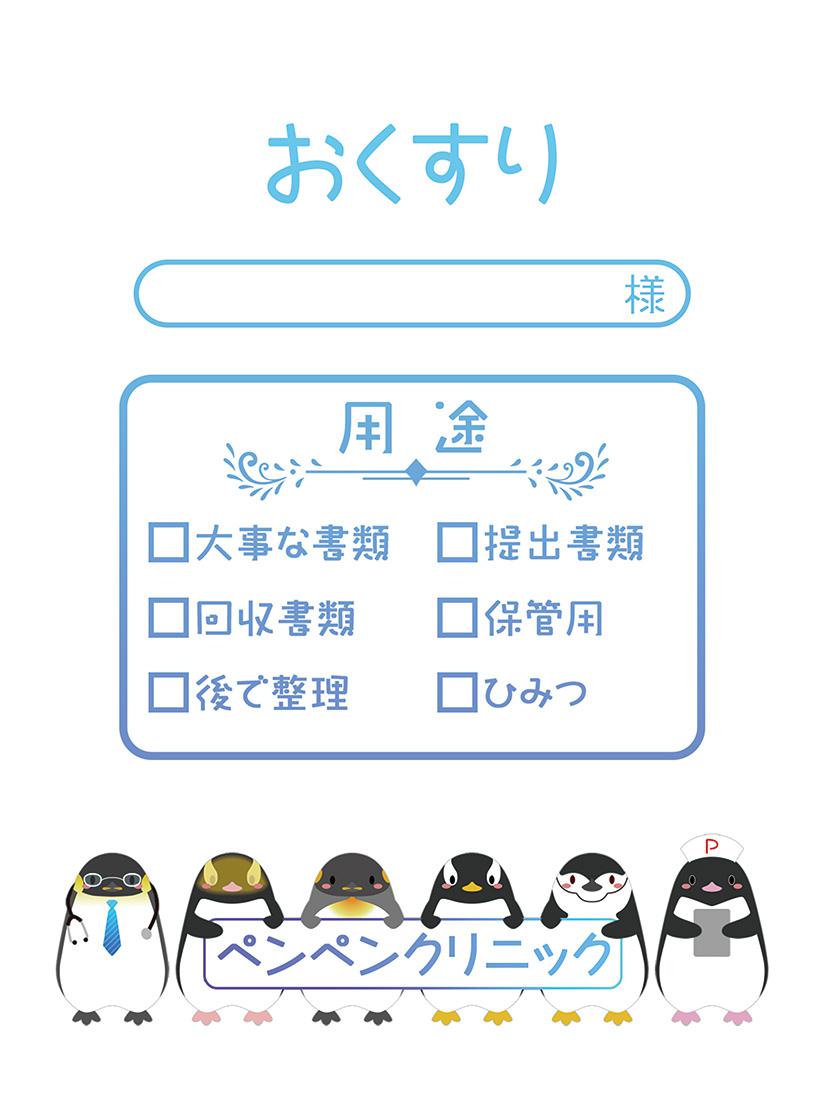 おくすり
様
用途
□大事な書類 □提出書類
□回収書類 □保管用
□後で整理 □ひみつ
P
ペンペンクリニック